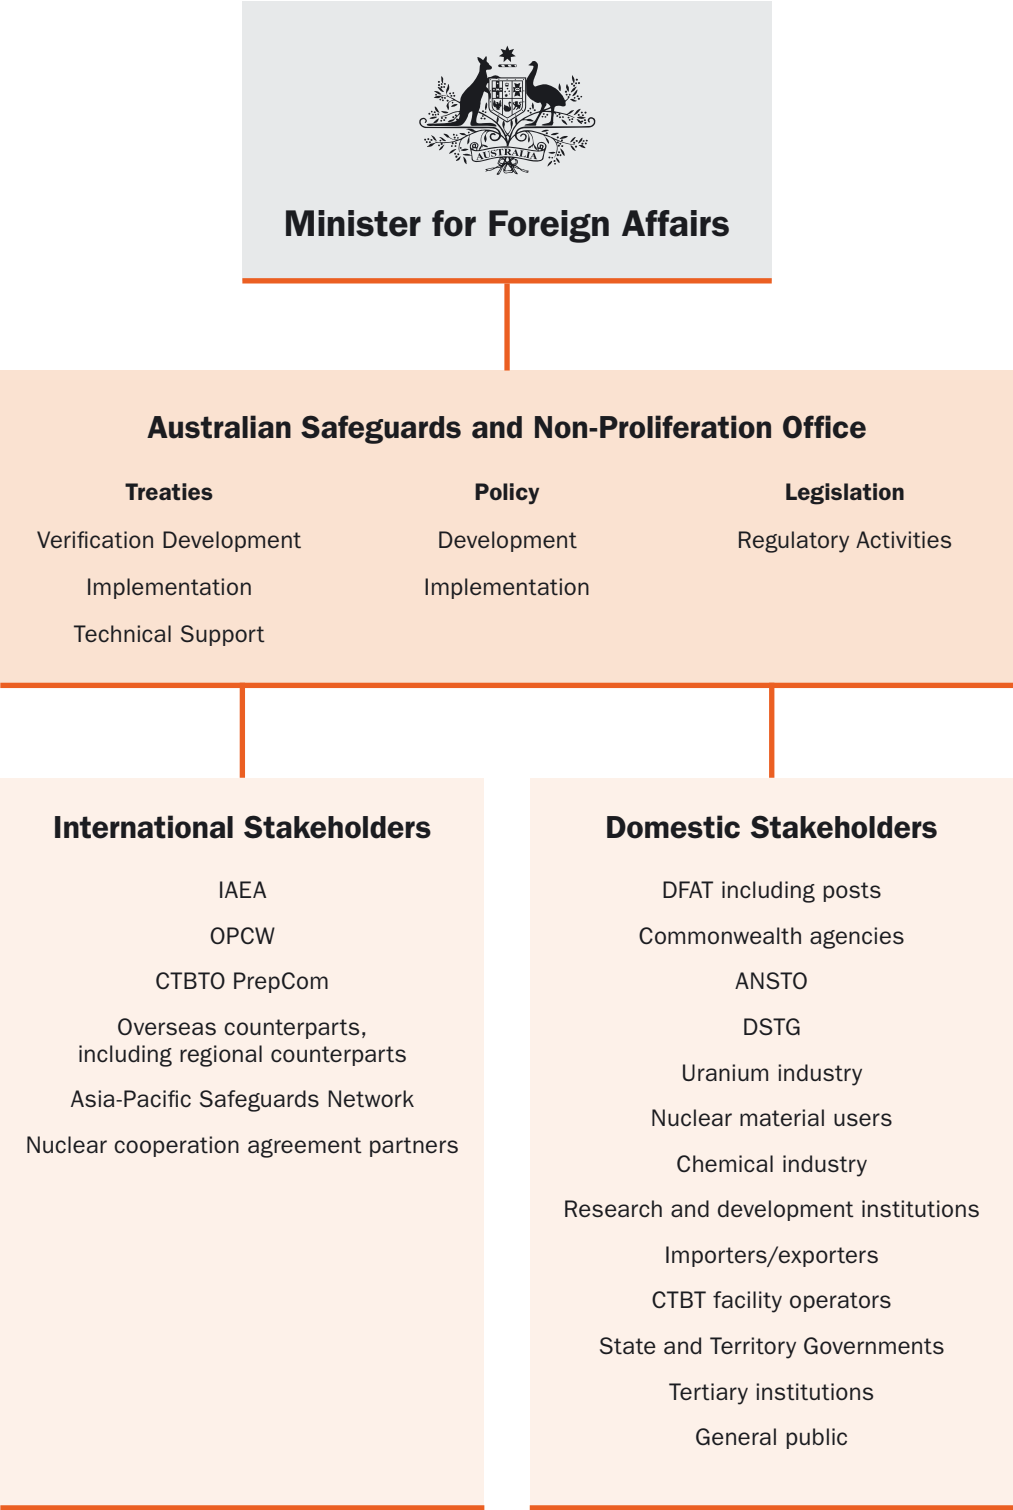 AUSTRALIA
Minister for Foreign Affairs
Australian Safeguards and Non-Proliferation Office
Treaties
Verification Development
Implementation
Technical Support
Policy
Development
Implementation
Legislation
Regulatory Activities
International Stakeholders
IAEA
OPCW
CTBTO PrepCom
Overseas counterparts,
including regional counterparts
Asia-Pacific Safeguards Network
Nuclear cooperation agreement partners
Domestic Stakeholders
DFAT including posts
Commonwealth agencies
ANSTO
DSTG
Uranium industry
Nuclear material users
Chemical industry
Research and development institutions
Importers/exporters
CTBT facility operators
State and Territory Governments
Tertiary institutions
General public